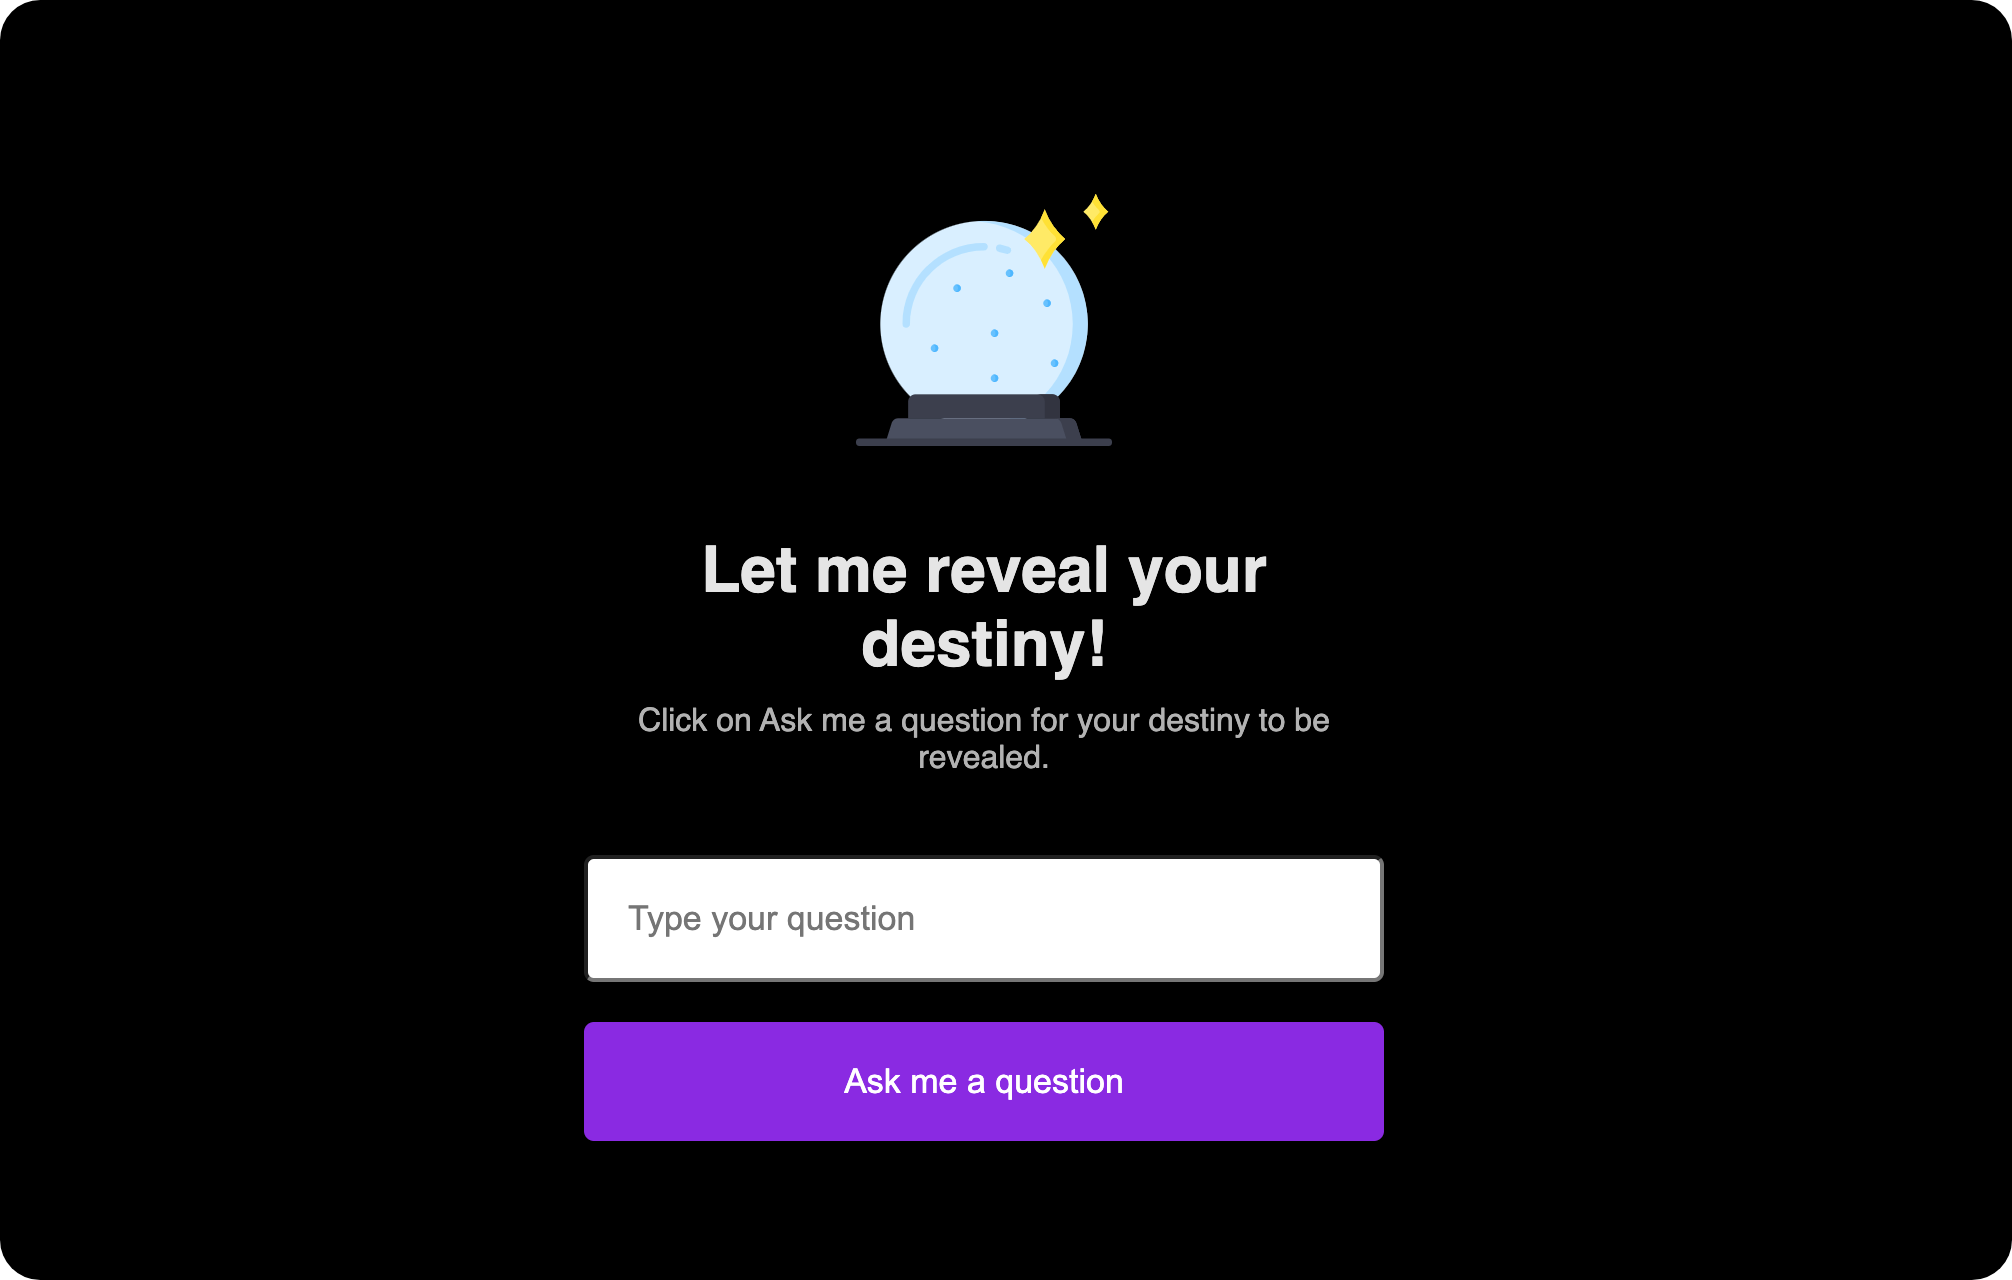 Let me reveal your
destiny!
Click on Ask me a question for your destiny to be
revealed.
Type your question
Ask me a question